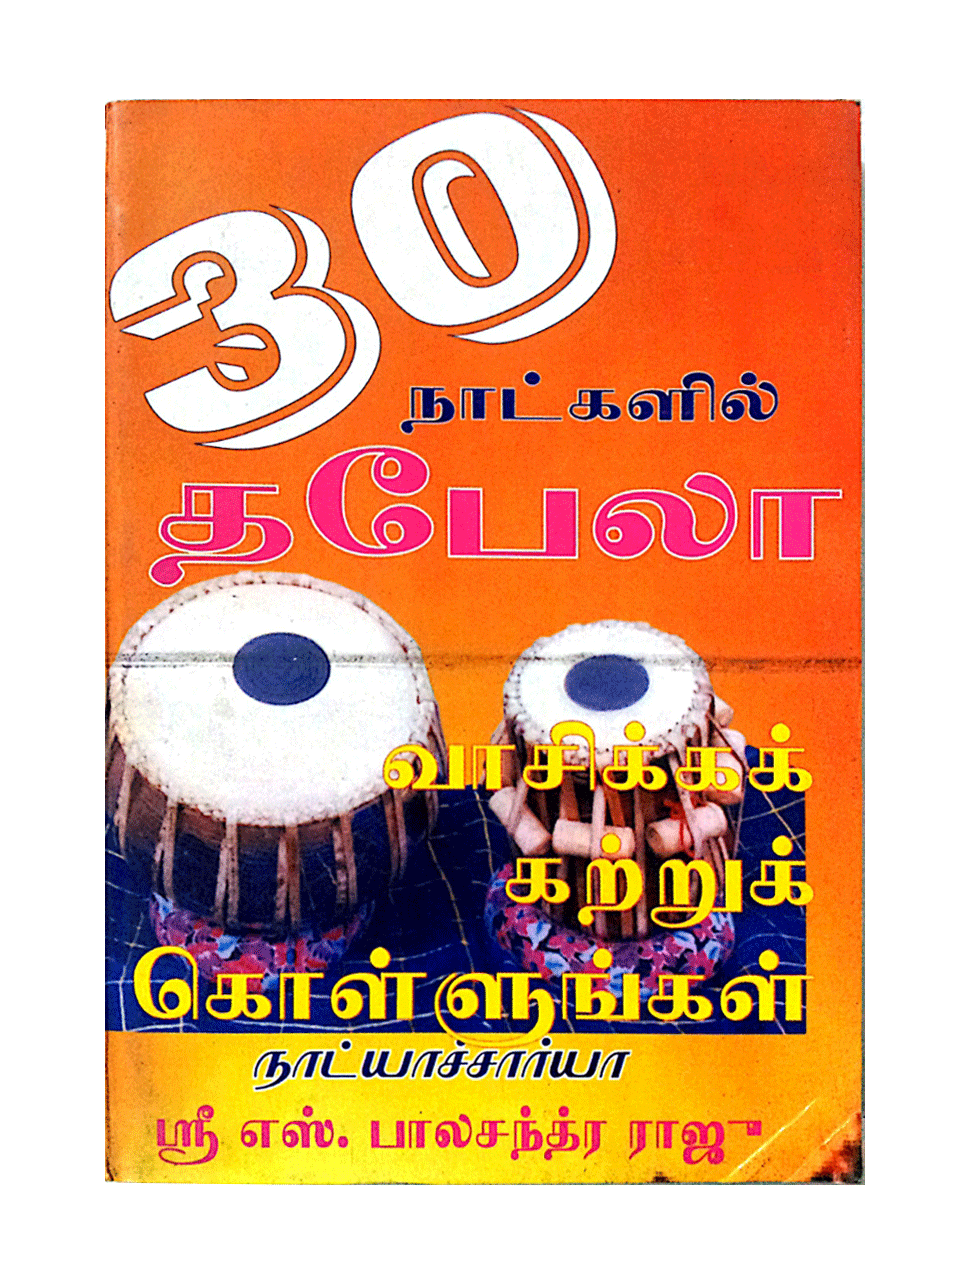 30
நாட்களில்
தபேலா
வாசிக்கக்
கற்றுக்
கொள்ளுங்கள்
நாட்யாச்சார்யா
ஸ்ரீ எஸ். பாலசந்த்ர ராஜு